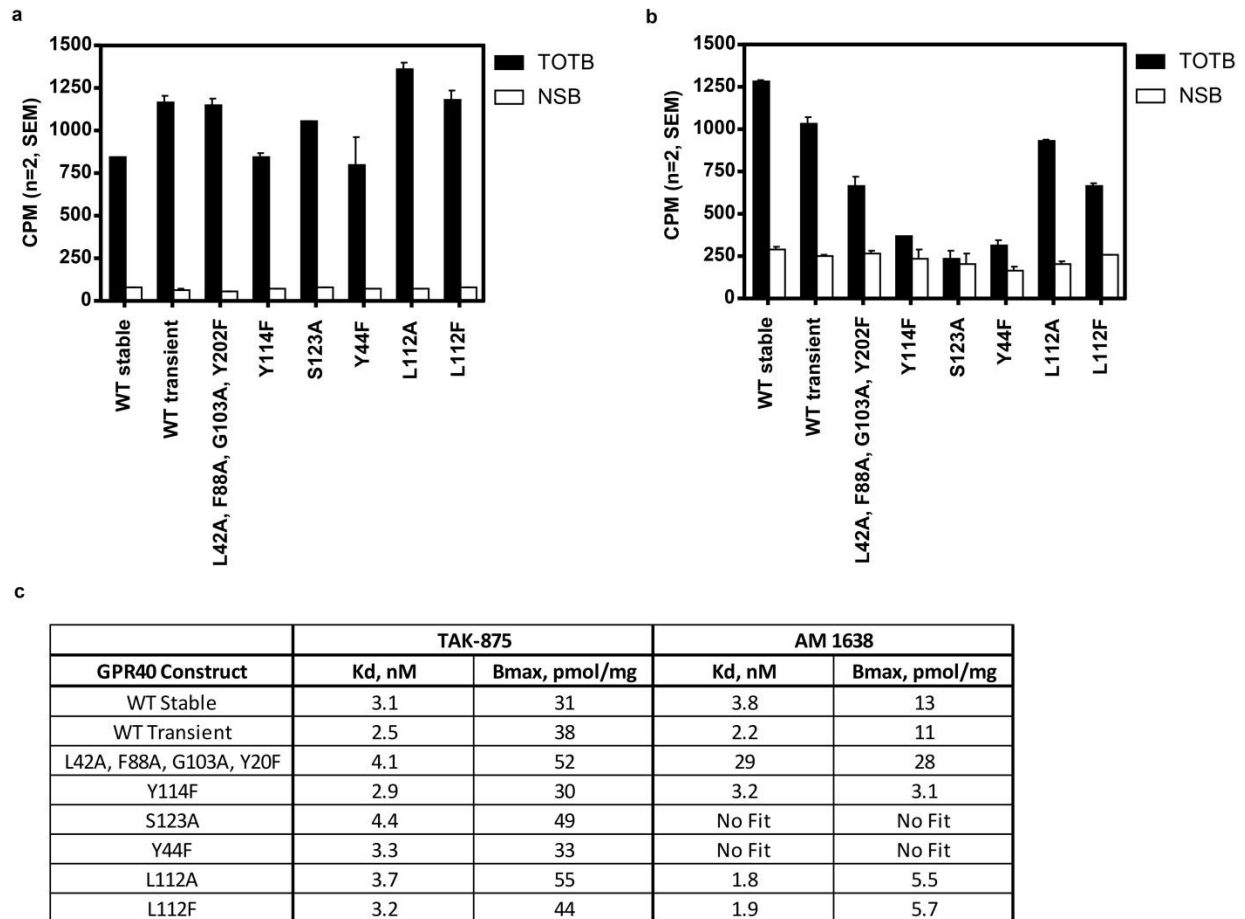 a
1500
1250
1000
750
500
250
0
CPM (n=2, SEM)
TOTB
NSB
WT stable
WT transient
L42A, F88A, G103A, Y202F
Y114F
S123A
Y44F
L112A
L112F
b
1500
1250
1000
750
500
250
0
CPM (n=2, SEM)
TOTB
NSB
WT stable
WT transient
L42A, F88A, G103A, Y202F
Y114F
S123A
Y44F
L112A
L112F
c
TAK-875 AM 1638
GPR40 Construct Kd, nM Bmax, pmol/mg Kd, nM Bmax, pmol/mg
WT Stable 3.1 31 3.8 13
WT Transient 2.5 38 2.2 11
L42A, F88A, G103A, Y20F 4.1 52 29 28
Y114F 2.9 30 3.2 3.1
S123A 4.4 49 No Fit No Fit
Y44F 3.3 33 No Fit No Fit
L112A 3.7 55 1.8 5.5
L112F 3.2 44 1.9 5.7